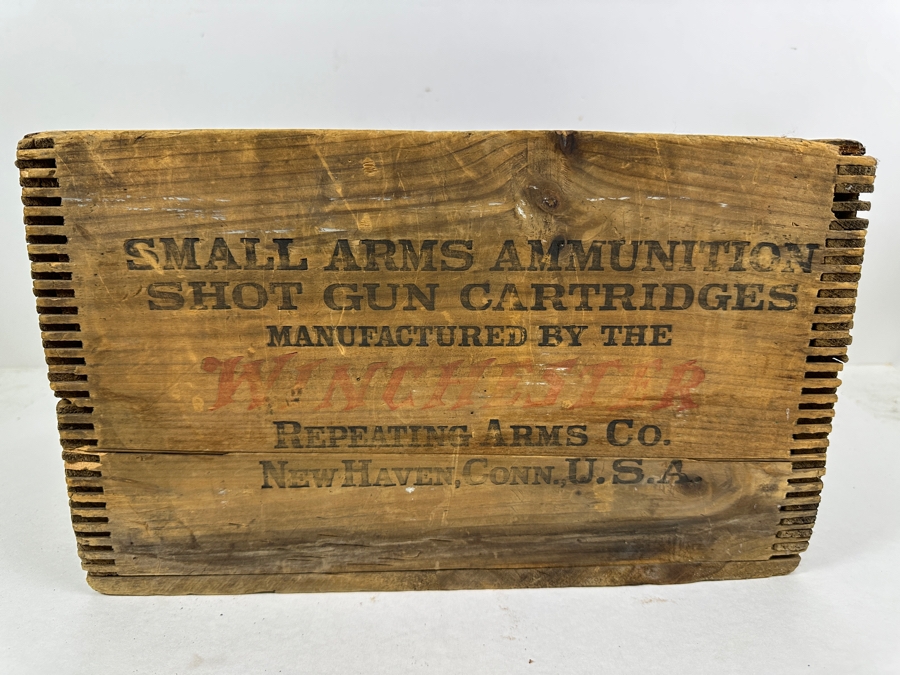 SMALL ARMS AMMUNITION
SHOT GUN CARTRIDGES
MANUFACTURED BY THE
WINCHESTER
REPEATING ARMS CO.
NEW HAVEN, CONN., U.S.A.